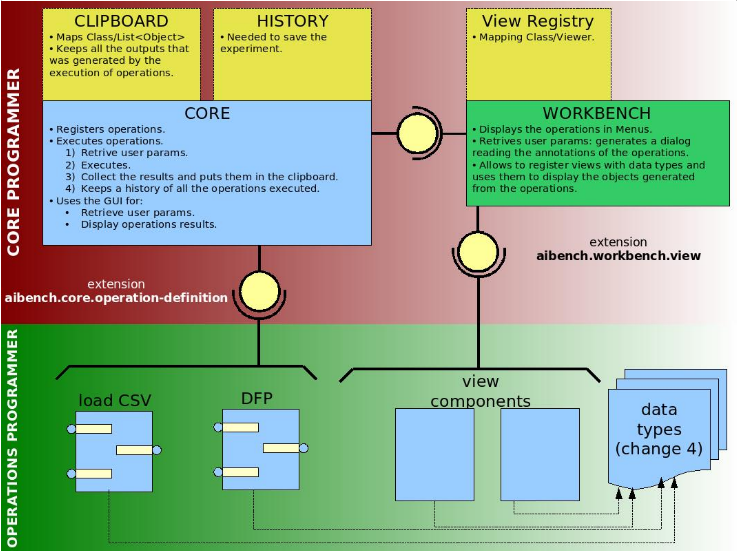 CLIPBOARD
• Maps Class/List<Object>
• Keeps all the outputs that
was generated by the
execution of operations.
HISTORY
• Needed to save the
experiment.
View Registry
• Mapping Class/Viewer.
CORE PROGRAMMER
CORE
• Registers operations.
• Executes operations.
1) Retrive user params.
2) Executes.
3) Collect the results and puts them in the clipboard.
4) Keeps a history of all the operations executed.
• Uses the GUI for:
• Retrieve user params.
• Display operations results.
WORKBENCH
• Displays the operations in Menus.
• Retrives user params: generates a dialog
reading the annotations of the operations.
• Allows to register views with data types and
uses them to display the objects generated
from the operations.
extension
aibench.workbench.view
extension
aibench.core.operation-definition
OPERATIONS PROGRAMMER
load CSV
DFP
view
components
data
types
(change 4)